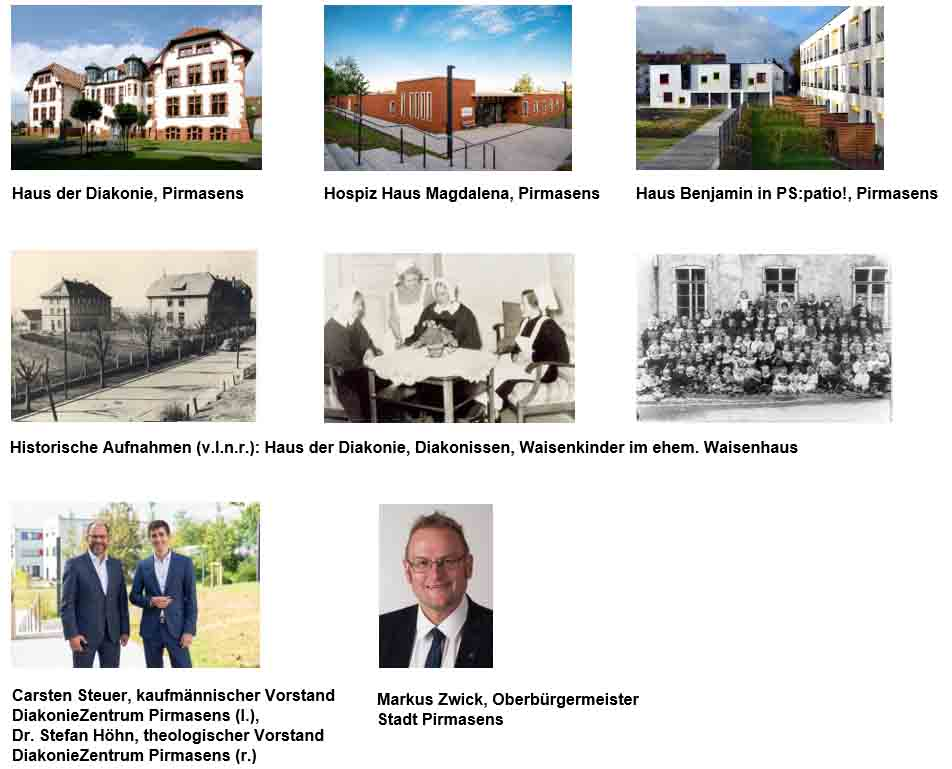 Haus der Diakonie, Pirmasens
Hospiz Haus Magdalena, Pirmasens
Haus Benjamin in PS:patio!, Pirmasens
Historische Aufnahmen (v.l.n.r.): Haus der Diakonie, Diakonissen, Waisenkinder im ehem. Waisenhaus
Carsten Steuer, kaufmännischer Vorstand
DiakonieZentrum Pirmasens (l.),
Dr. Stefan Höhn, theologischer Vorstand
DiakonieZentrum Pirmasens (r.)
Markus Zwick, Oberbürgermeister
Stadt Pirmasens